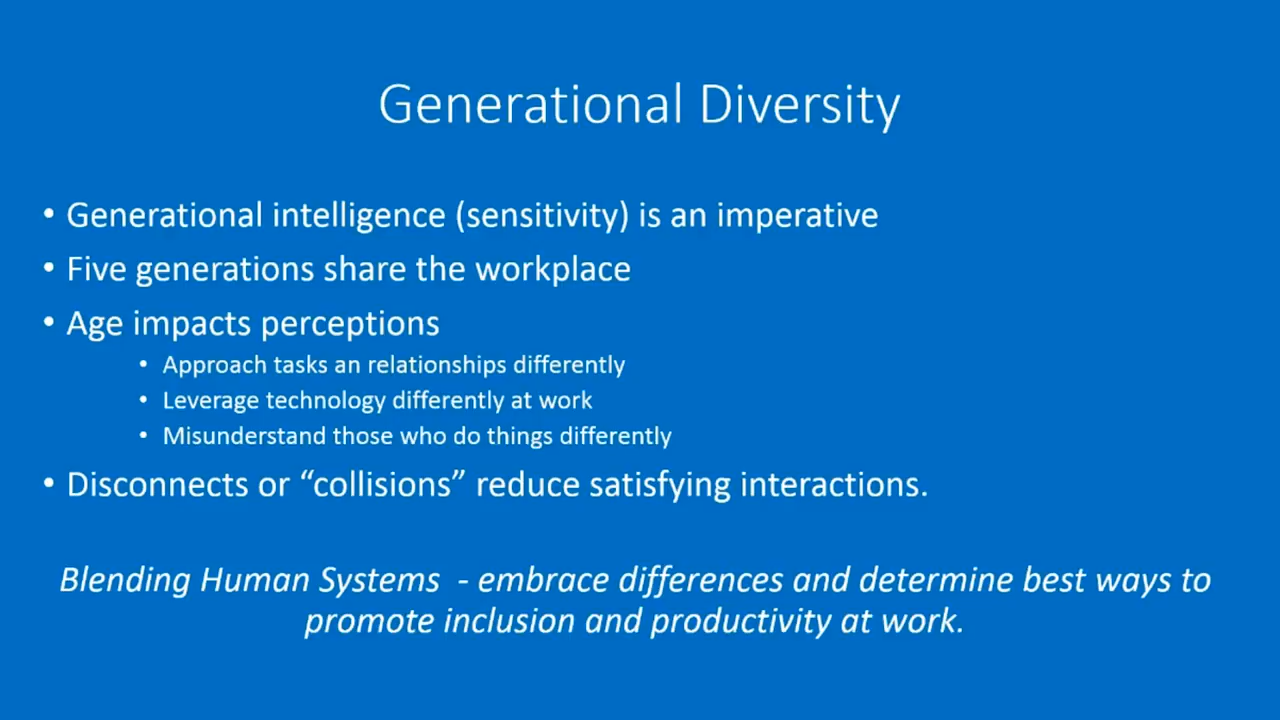 Generational Diversity
• Generational intelligence (sensitivity) is an imperative
• Five generations share the workplace
• Age impacts perceptions
• Approach tasks an relationships differently
• Leverage technology differently at work
• Misunderstand those who do things differently
• Disconnects or “collisions” reduce satisfying interactions.
Blending Human Systems - embrace differences and determine best ways to
promote inclusion and productivity at work.